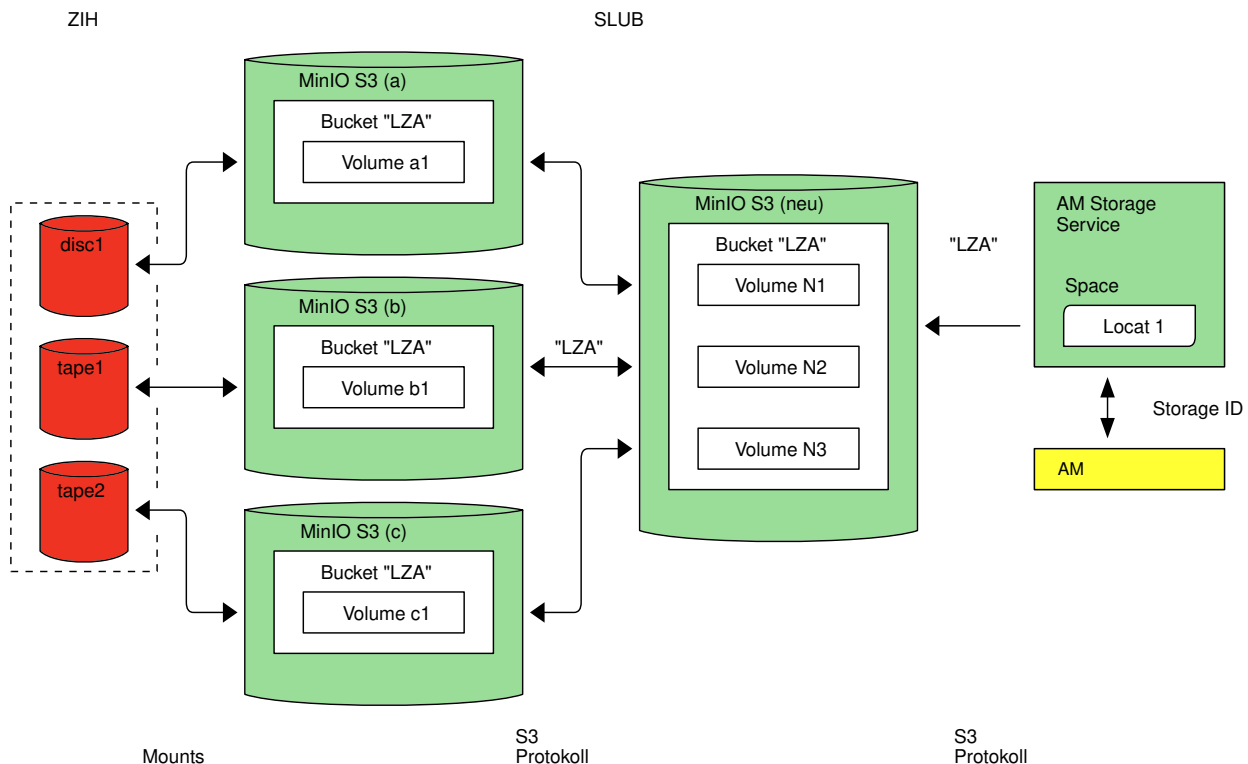 ZIH
SLUB
disc1
tape1
tape2
MinIO S3 (a)
Bucket "LZA"
Volume a1
MinIO S3 (b)
Bucket "LZA"
Volume b1
MinIO S3 (c)
Bucket "LZA"
Volume c1
"LZA"
MinIO S3 (neu)
Bucket "LZA"
Volume N1
Volume N2
Volume N3
"LZA"
AM Storage
Service
Space
Locat 1
Storage ID
AM
Mounts
S3
Protokoll
S3
Protokoll